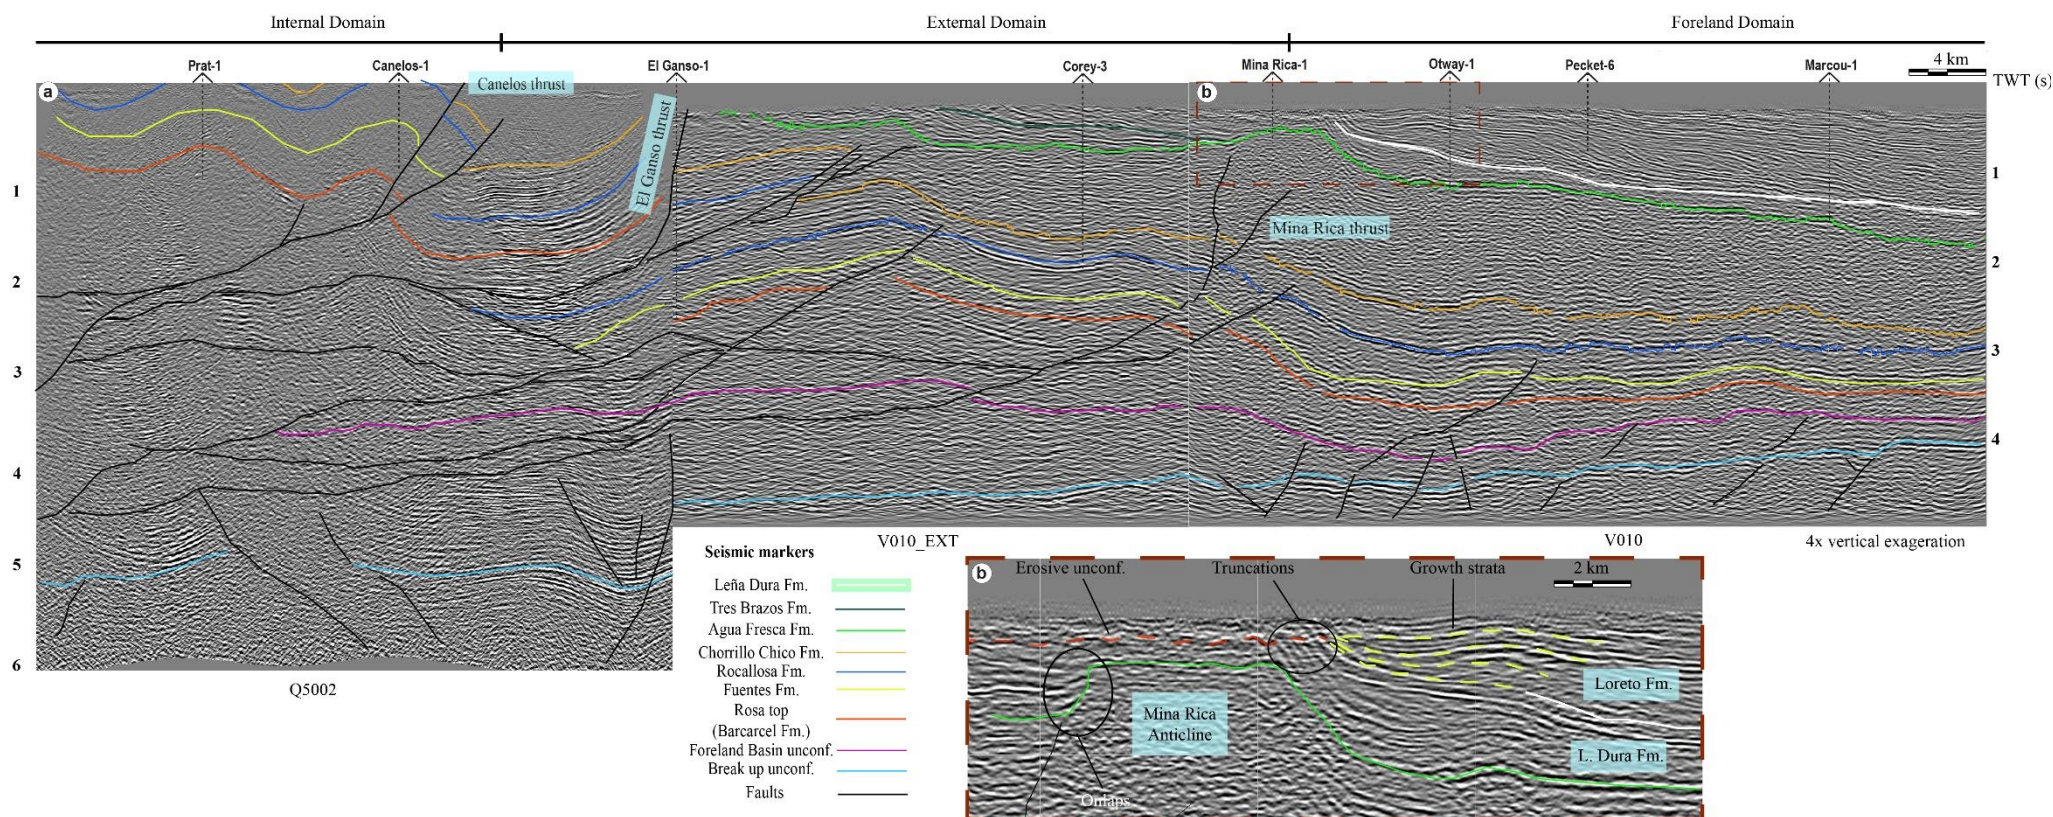 Internal Domain
External Domain
Foreland Domain
Prat-1
Canelos-1
El Ganso-1
Corey-3
Mina Rica-1
Otway-1
Pecket-6
Marcou-1
4 km
TWT (s)
a
b
Canelos thrust
El Ganso thrust
Mina Rica thrust
1
2
3
4
5
6
1
2
3
4
Q5002
V010_EXT
V010
4x vertical exageration
Seismic markers
Leña Dura Fm.
Tres Brazos Fm.
Agua Fresca Fm.
Chorrillo Chico Fm.
Rocallosa Fm.
Fuentes Fm.
Rosa top
(Barcarcel Fm.)
Foreland Basin unconf.
Break up unconf.
Faults
b
Erosive unconf.
Truncations
Growth strata
2 km
Mina Rica
Anticline
Loreto Fm.
L. Dura Fm.
Onlaps